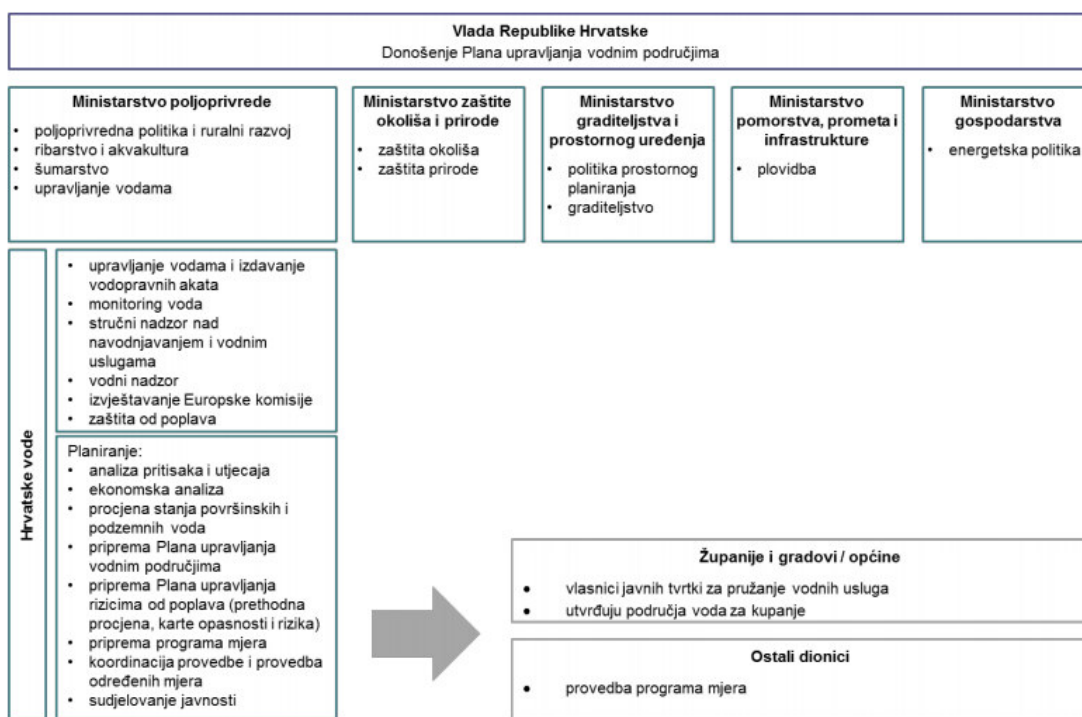 Vlada Republike Hrvatske
Donošenje Plana upravljanja vodnim područjima
Ministarstvo poljoprivrede
• poljoprivredna politika i ruralni razvoj
• ribarstvo i akvakultura
• šumarstvo
• upravljanje vodama
Ministarstvo zaštite
okoliša i prirode
• zaštita okoliša
• zaštita prirode
Ministarstvo
graditeljstva i
prostornog uređenja
• politika prostornog
planiranja
• graditeljstvo
Ministarstvo
pomorstva, prometa i
infrastrukture
• plovidba
Ministarstvo
gospodarstva
• energetska politika
Hrvatske vode
• upravljanje vodama i izdavanje
vodopravnih akata
• monitoring voda
• stručni nadzor nad
navodnjavanjem i vodnim
uslugama
• vodni nadzor
• izvještavanje Europske komisije
• zaštita od poplava
Planiranje:
• analiza pritisaka i utjecaja
• ekonomska analiza
• procjena stanja površinskih i
podzemnih voda
• priprema Plana upravljanja
vodnim područjima
• priprema Plana upravljanja
rizicima od poplava (prethodna
procjena, karte opasnosti i rizika)
• priprema programa mjera
• koordinacija provedbe i provedba
određenih mjera
• sudjelovanje javnosti
Županije i gradovi / općine
• vlasnici javnih tvrtki za pružanje vodnih usluga
• utvrđuju područja voda za kupanje
Ostali dionici
• provedba programa mjera